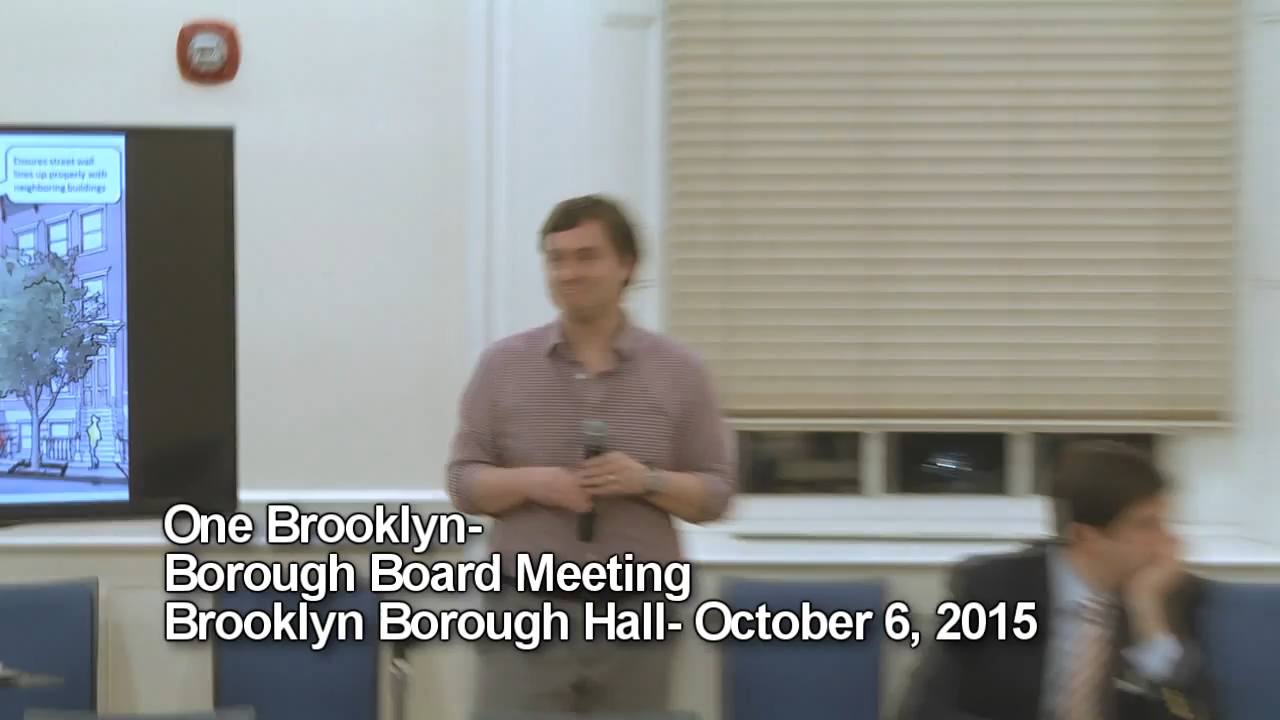 Ensures street wall
lines up properly with
neighboring buildings
One Brooklyn-
Borough Board Meeting
Brooklyn Borough Hall- October 6, 2015